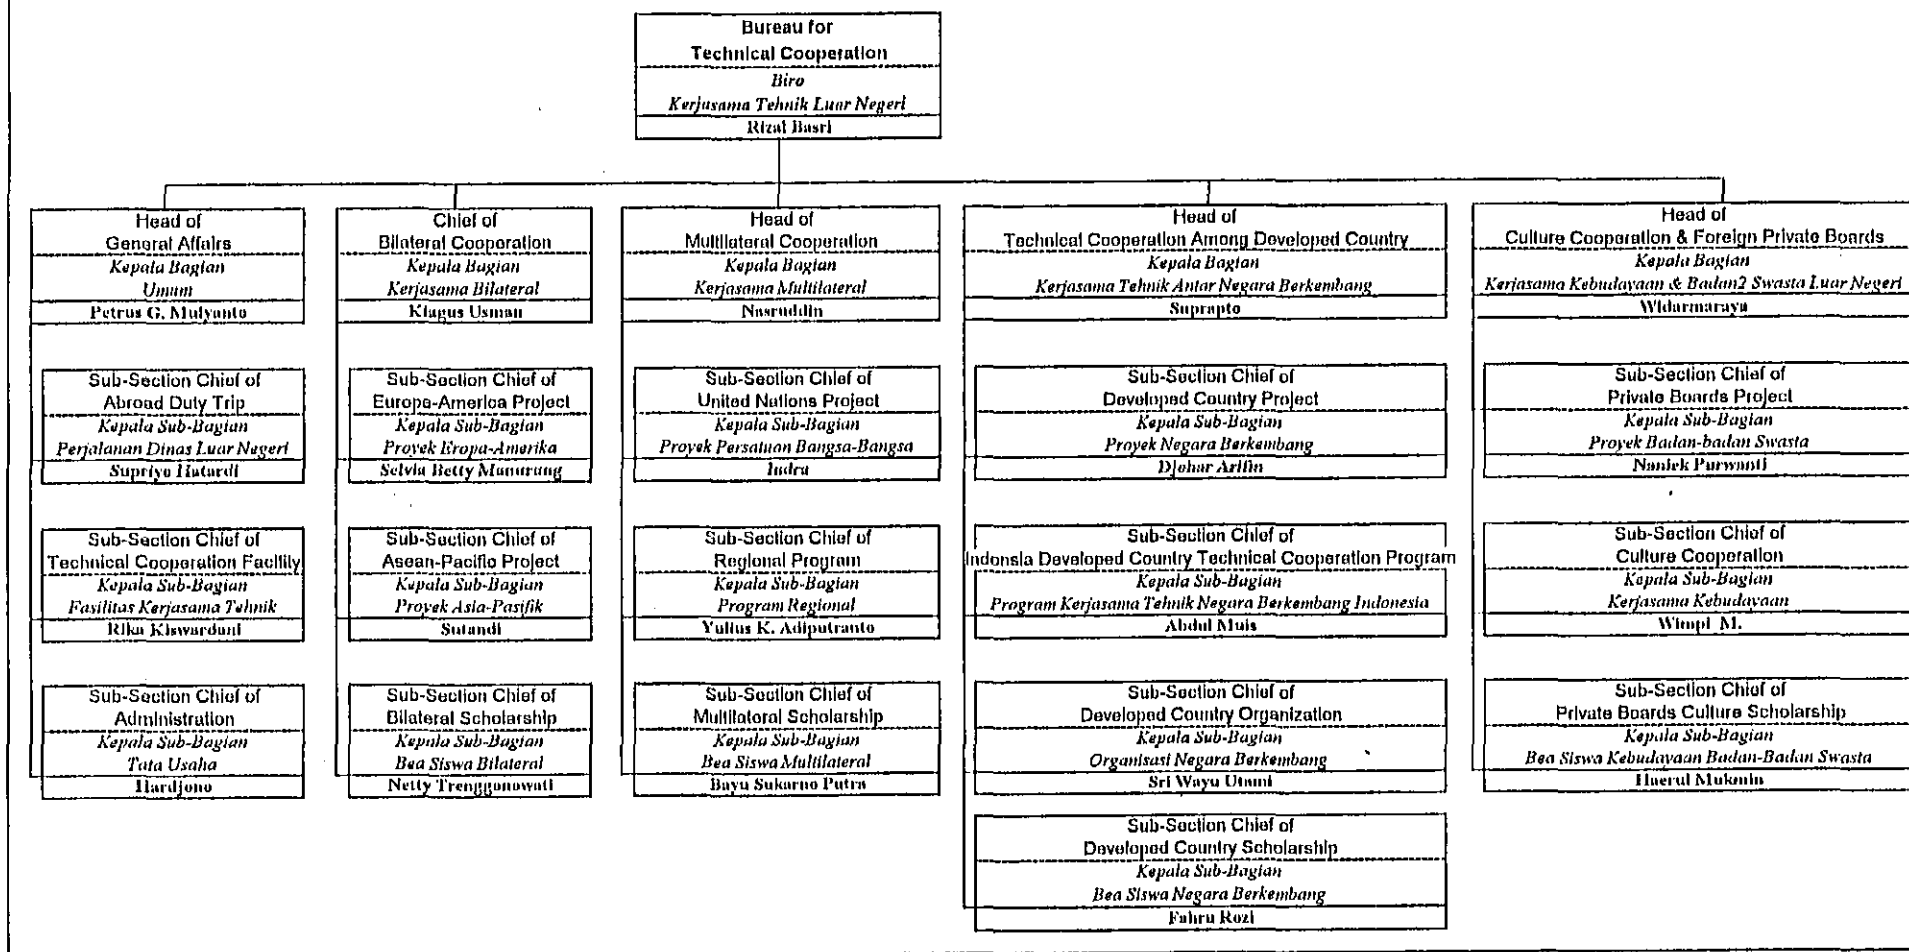 Bureau for
Technical Cooperation
Biro
Kerjasama Tehnik Luar Negeri
Rizal Basri
Head of
General Affairs
Kepala Bagian
Umum
Petrus G. Mulyanto
Sub-Section Chief of
Abroad Duty Trip
Kepala Sub-Bagian
Perjalanan Dinas Luar Negeri
Supriyo Hutardi
Sub-Section Chief of
Technical Cooperation Facility
Kepala Sub-Bagian
Fasilitas Kerjasama Tehnik
Rika Kiswardani
Sub-Section Chief of
Administration
Kepala Sub-Bagian
Tata Usaha
Hardjono
Chief of
Bilateral Cooperation
Kepala Bagian
Kerjasama Bilateral
Kiagus Usman
Sub-Section Chief of
Europa-America Project
Kepala Sub-Bagian
Proyek Eropa-Amerika
Selvia Betty Manurung
Sub-Section Chief of
Asean-Pacific Project
Kepala Sub-Bagian
Proyek Asia-Pasifik
Sutandi
Sub-Section Chief of
Bilateral Scholarship
Kepala Sub-Bagian
Bea Siswa Bilateral
Netty Trenggonowati
Head of
Multilateral Cooperation
Kepala Bagian
Kerjasama Multilateral
Nasruddin
Sub-Section Chief of
United Nations Project
Kepala Sub-Bagian
Proyek Persatuan Bangsa-Bangsa
Indra
Sub-Section Chief of
Regional Program
Kepala Sub-Bagian
Program Regional
Yulius K. Adiputranto
Sub-Section Chief of
Multilateral Scholarship
Kepala Sub-Bagian
Bea Siswa Multilateral
Bayu Sukarno Putra
Head of
Technical Cooperation Among Developed Country
Kepala Bagian
Kerjasama Tehnik Antar Negara Berkembang
Suprapto
Sub-Section Chief of
Developed Country Project
Kepala Sub-Bagian
Proyek Negara Berkembang
Djohar Arifin
Sub-Section Chief of
Indonsia Developed Country Technical Cooperation Program
Kepala Sub-Bagian
Program Kerjasama Tehnik Negara Berkembang Indonesia
Abdul Muis
Sub-Section Chief of
Developed Country Organization
Kepala Sub-Bagian
Organisasi Negara Berkembang
Sri Wayu Utami
Sub-Section Chief of
Developed Country Scholarship
Kepala Sub-Bagian
Bea Siswa Negara Berkembang
Fahru Rozi
Head of
Culture Cooperation & Foreign Private Boards
Kepala Bagian
Kerjasama Kebudayaan & Badan2 Swasta Luar Negeri
Widarmaraya
Sub-Section Chief of
Private Boards Project
Kepala Sub-Bagian
Proyek Badan-badan Swasta
Naniek Purwanti
Sub-Section Chief of
Culture Cooperation
Kepala Sub-Bagian
Kerjasama Kebudayaan
Wimpi M.
Sub-Section Chief of
Private Boards Culture Scholarship
Kepala Sub-Bagian
Bea Siswa Kebudayaan Badan-Badan Swasta
Haerul Mukmin